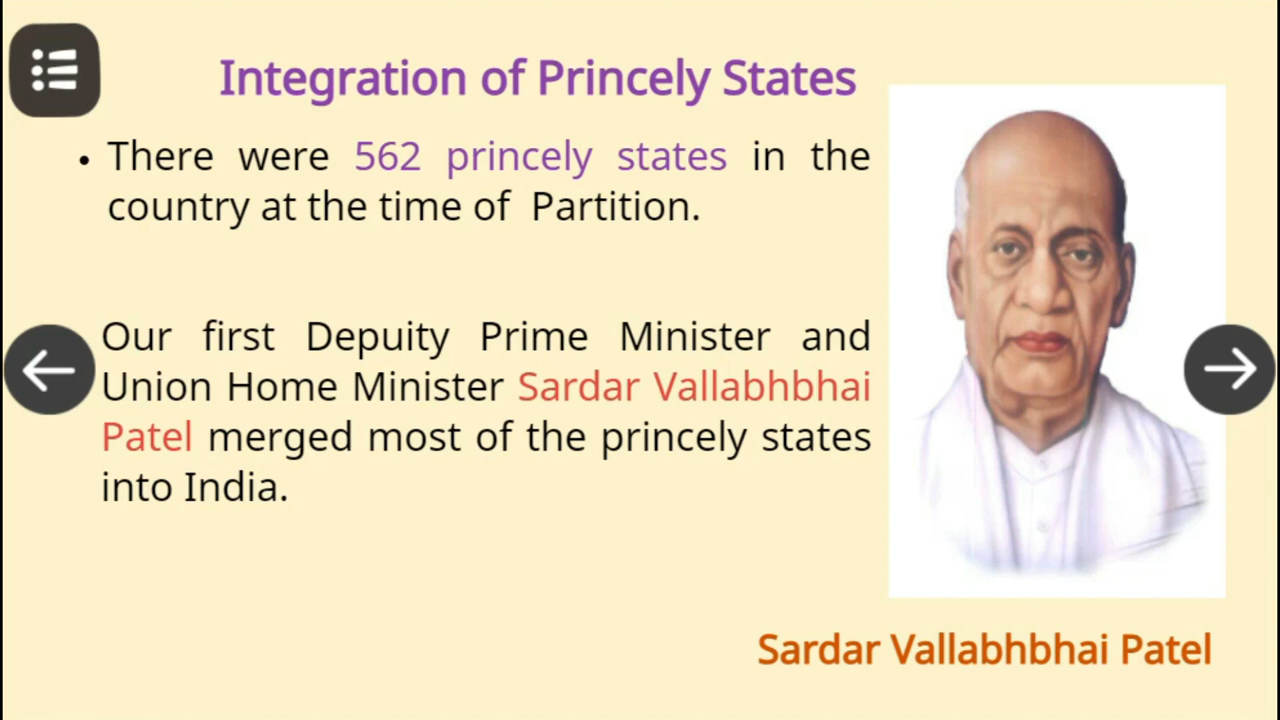 Integration of Princely States
• There were 562 princely states in the
country at the time of Partition.
Our first Depuity Prime Minister and
Union Home Minister Sardar Vallabhbhai
Patel merged most of the princely states
into India.
Sardar Vallabhbhai Patel